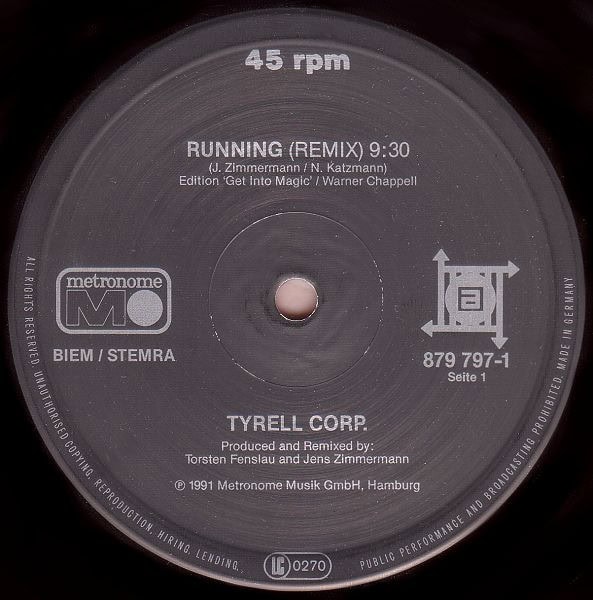 45 rpm
RUNNING (REMIX) 9:30
(J. Zimmermann / N. Katzmann)
Edition 'Get Into Magic' / Warner Chappell
metronome
M
BIEM / STEMRA
a
879 797-1
Seite 1
TYRELL CORP.
Produced and Remixed by:
Torsten Fenslau and Jens Zimmermann
℗ 1991 Metronome Musik GmbH, Hamburg
LC 0270
ALL RIGHTS RESERVED. UNAUTHORISED COPYING, REPRODUCTION, HIRING, LENDING,
PUBLIC PERFORMANCE AND BROADCASTING PROHIBITED. MADE IN GERMANY